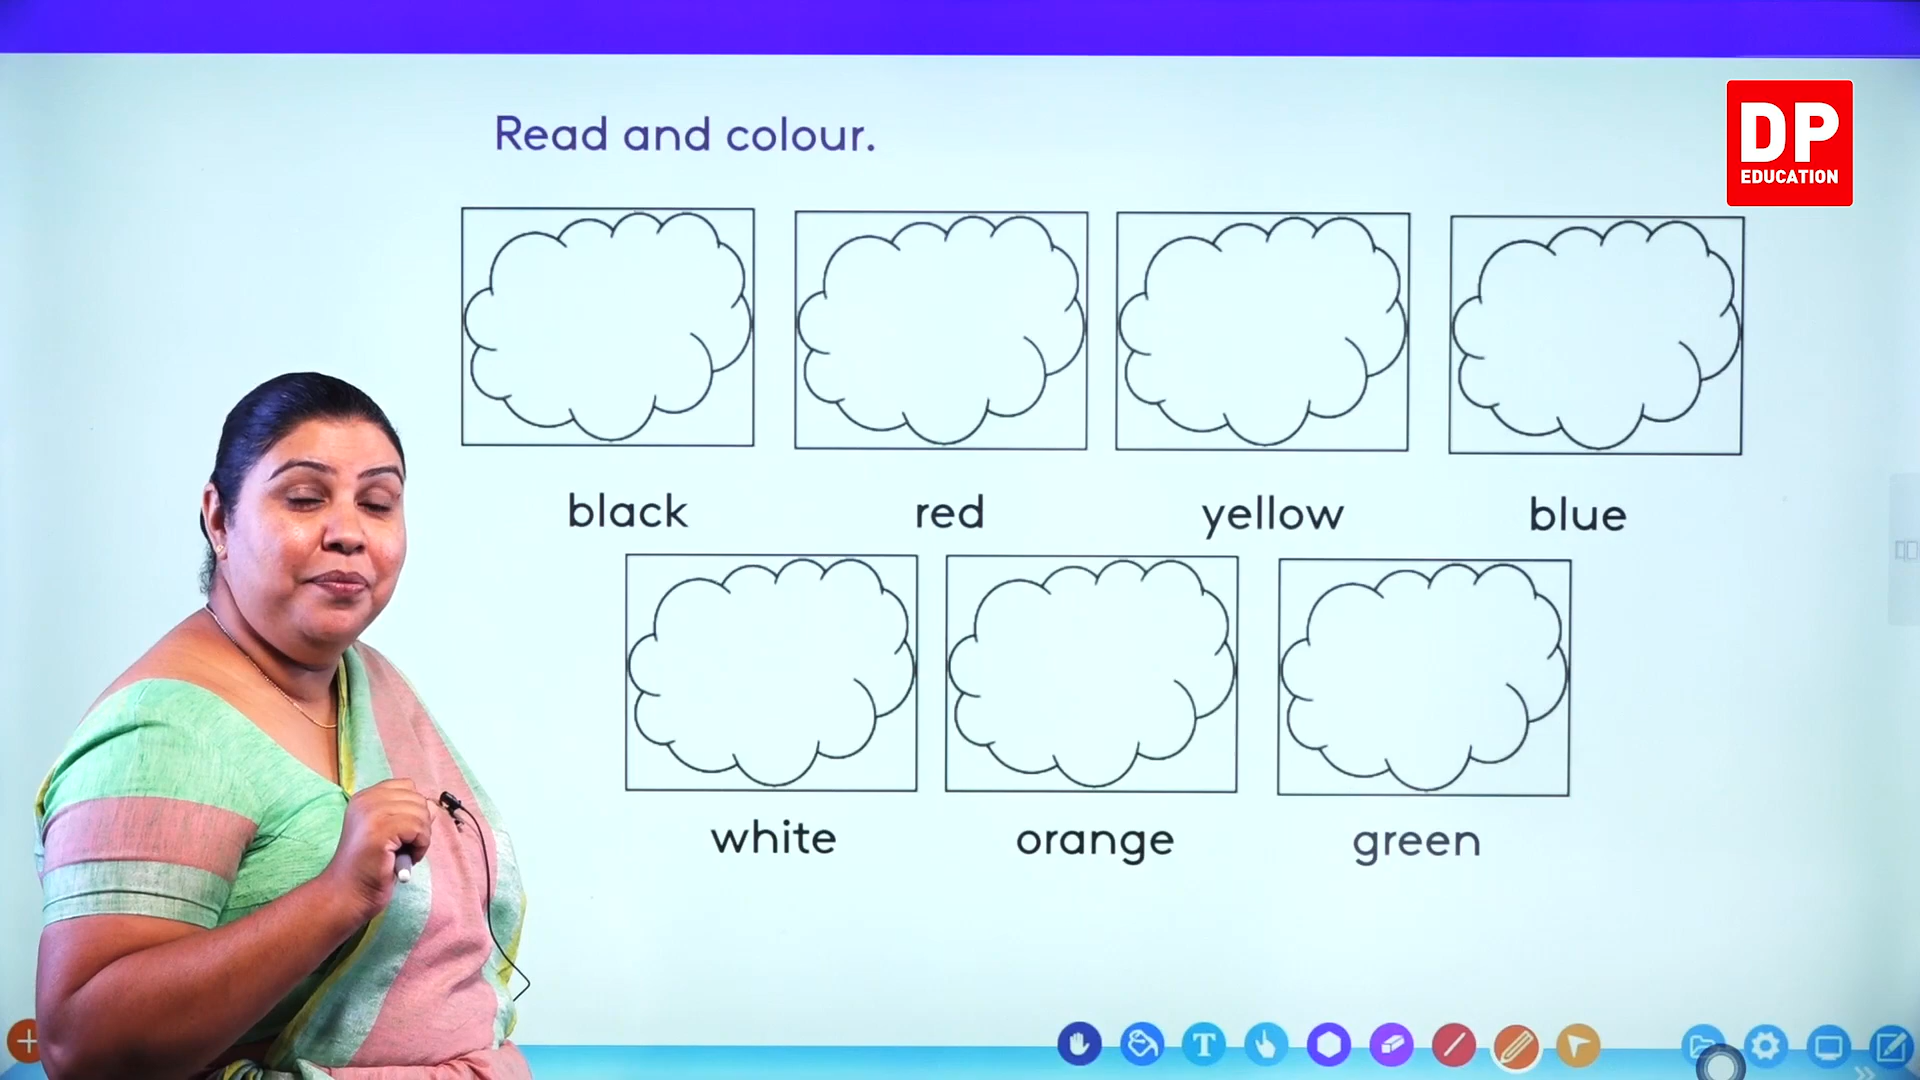 Read and colour.
DP
EDUCATION
black red yellow blue
white orange green
T